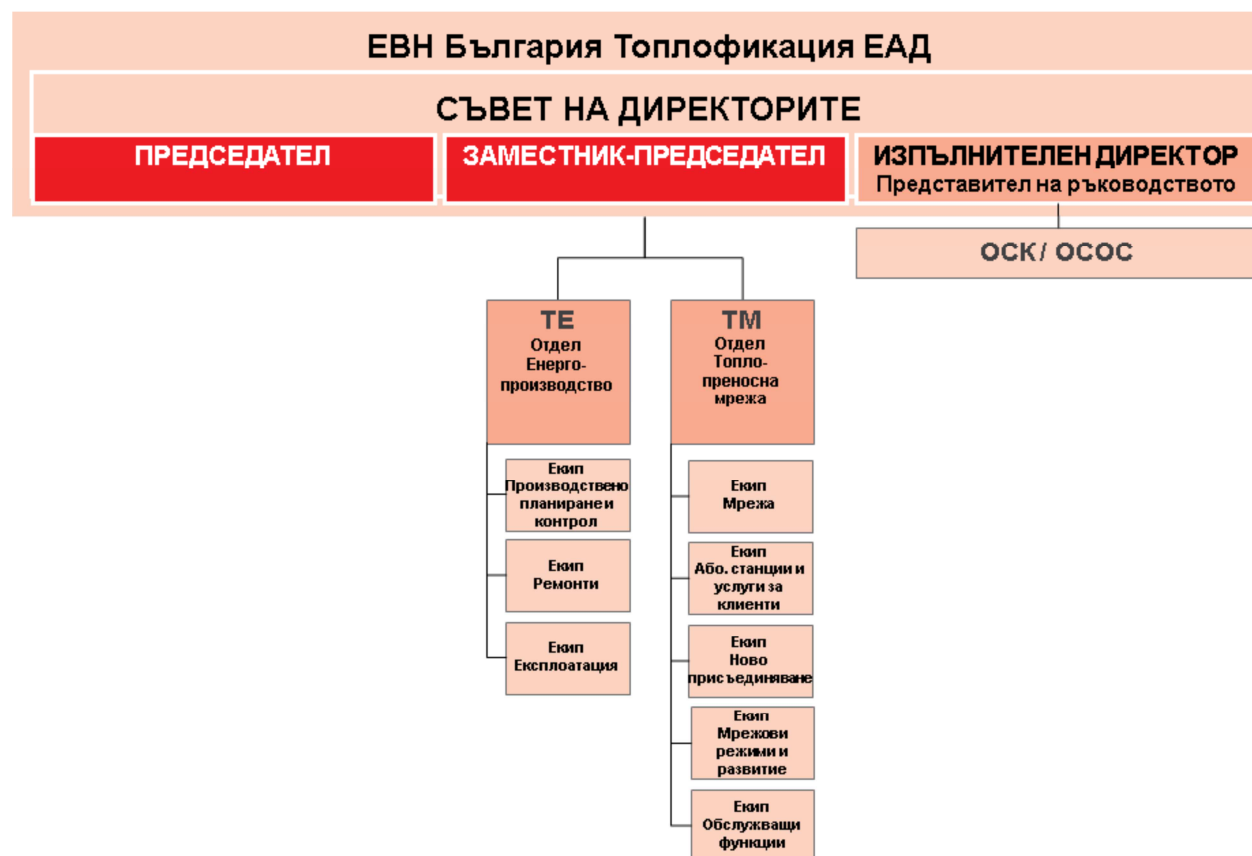 ЕВН България Топлофикация ЕАД
СЪВЕТ НА ДИРЕКТОРИТЕ
ПРЕДСЕДАТЕЛ
ЗАМЕСТНИК-ПРЕДСЕДАТЕЛ
ИЗПЪЛНИТЕЛЕН ДИРЕКТОР
Представител на ръководството
ОСК/ ОСОС
ТЕ
Отдел
Енерго-
производство
ТМ
Отдел
Топло-
преносна
мрежа
Екип
Производствено
планиране и
контрол
Екип
Ремонти
Екип
Експлоатация
Екип
Мрежа
Екип
Або. станции и
услуги за
клиенти
Екип
Ново
присъединяване
Екип
Мрежови
режими и
развитие
Екип
Обслужващи
функции